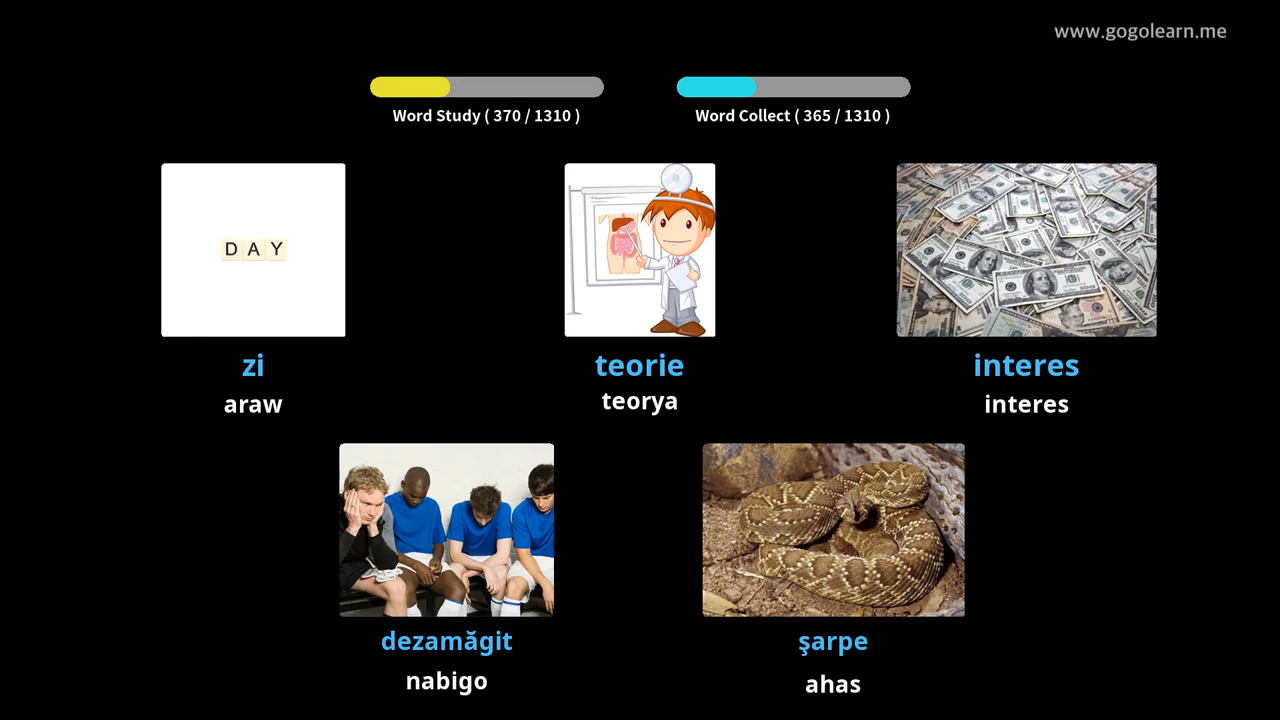 www.gogolearn.me
Word Study ( 370 / 1310 )
Word Collect ( 365 / 1310 )
DAY
zi
teorie
interes
araw
teorya
interes
dezamăgit
şarpe
nabigo
ahas